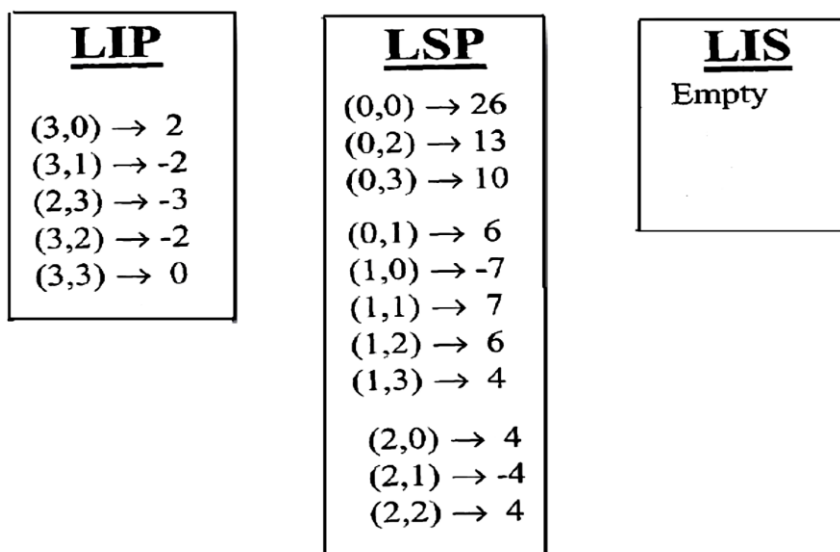 LIP
(3,0) → 2
(3,1) → -2
(2,3) → -3
(3,2) → -2
(3,3) → 0
LSP
(0,0) → 26
(0,2) → 13
(0,3) → 10
(0,1) → 6
(1,0) → -7
(1,1) → 7
(1,2) → 6
(1,3) → 4
(2,0) → 4
(2,1) → -4
(2,2) → 4
LIS
Empty